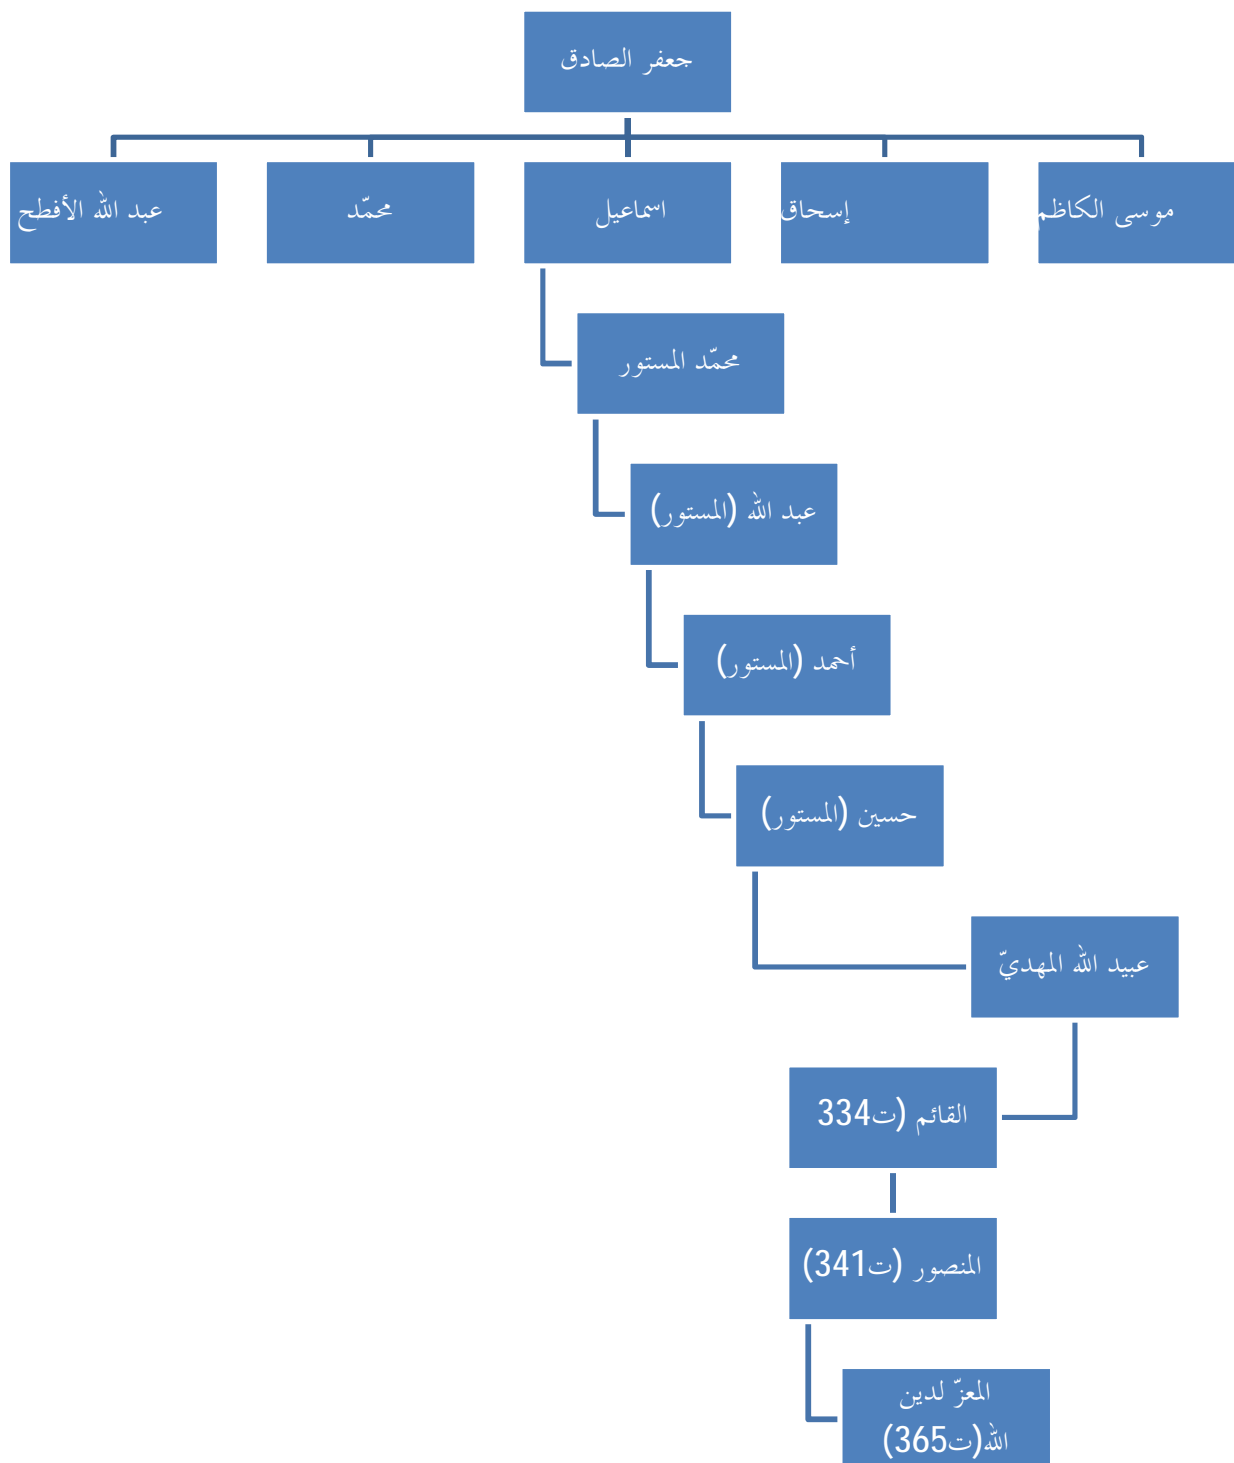 جعفر الصادق
موسى الكاظم
إسحاق
اسماعيل
محمّد
عبد الله الأفطح
محمّد المستور
عبد الله (المستور)
أحمد (المستور)
حسين (المستور)
عبيد الله المهديّ
القائم (ت334
المنصور (ت341)
المعزّ لدين
الله(ت365)